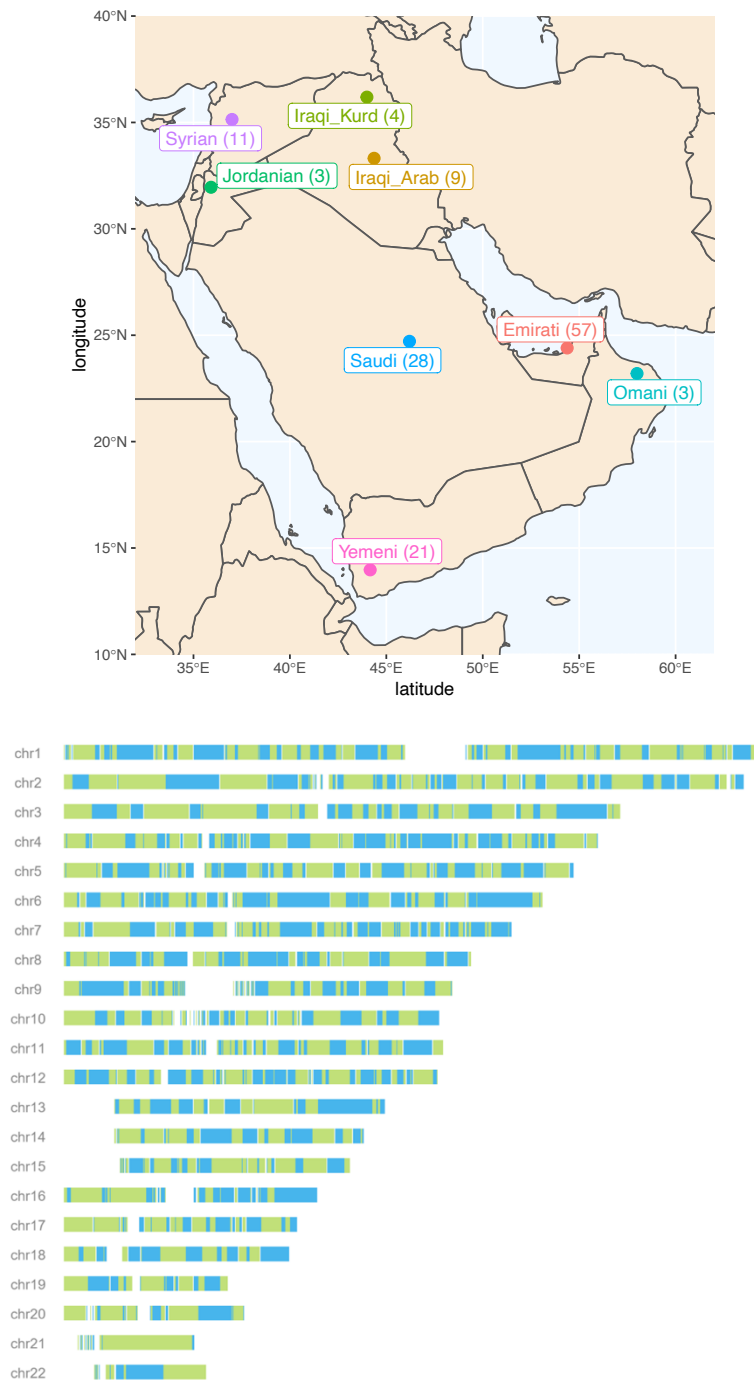 40°N
Iraqi_Kurd (4)
35°N
Syrian (11)
Jordanian (3)
Iraqi_Arab (9)
30°N
longitude
25°N
Emirati (57)
Saudi (28)
Omani (3)
20°N
15°N
Yemeni (21)
10°N
35°E 40°E 45°E 50°E 55°E 60°E
latitude
chr1
chr2
chr3
chr4
chr5
chr6
chr7
chr8
chr9
chr10
chr11
chr12
chr13
chr14
chr15
chr16
chr17
chr18
chr19
chr20
chr21
chr22